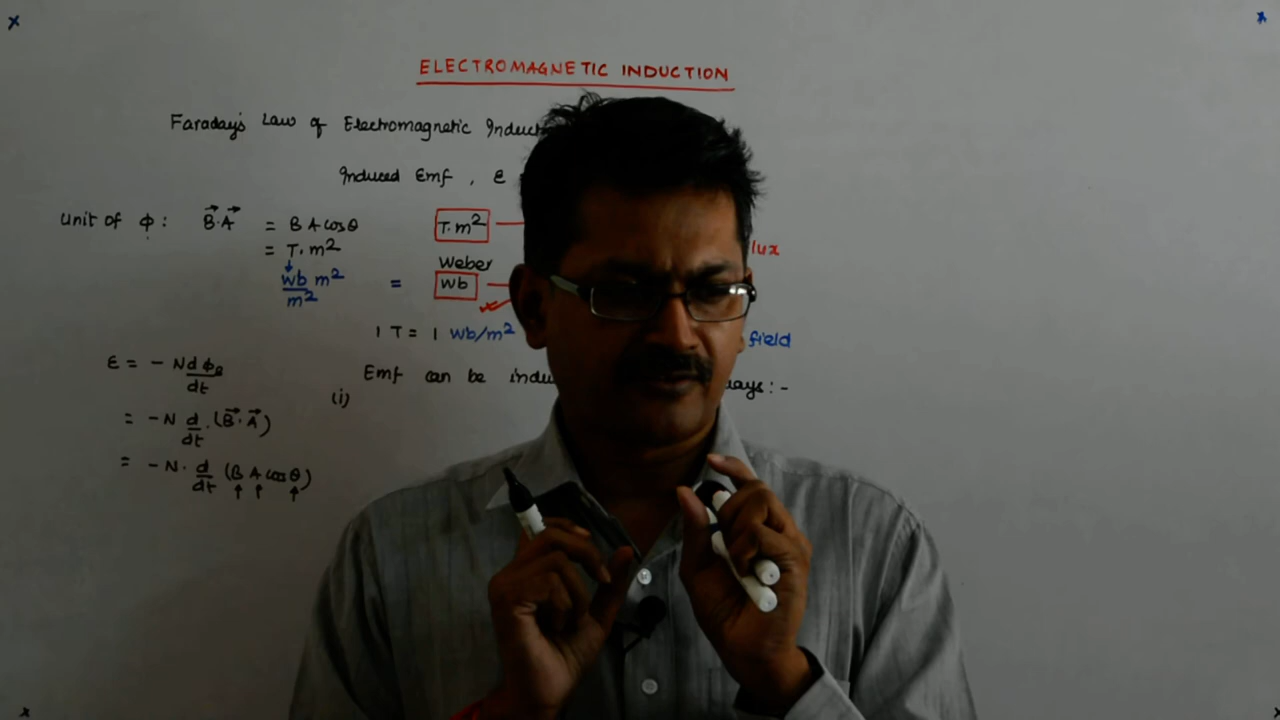 ELECTROMAGNETIC INDUCTION
Faraday's Law of Electromagnetic
Induced Emf , ε
unit of ϕ : B⃗·A⃗ = B A cosθ T·m²
= T·m² lux
Weber
wb/m² m² = wb
1 T = 1 wb/m² field
ε = - N dϕB/dt
Emf can be ways:-
(i)
= -N d/dt .(B⃗·A⃗)
= -N· d/dt (B A cosθ)